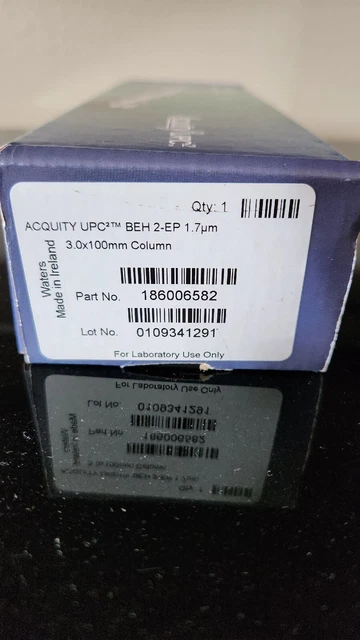 Qty: 1
ACQUITY UPC²™ BEH 2-EP 1.7µm
3.0x100mm Column
Waters
Made in Ireland
Part No. 186006582
Lot No. 0109341291
For Laboratory Use Only